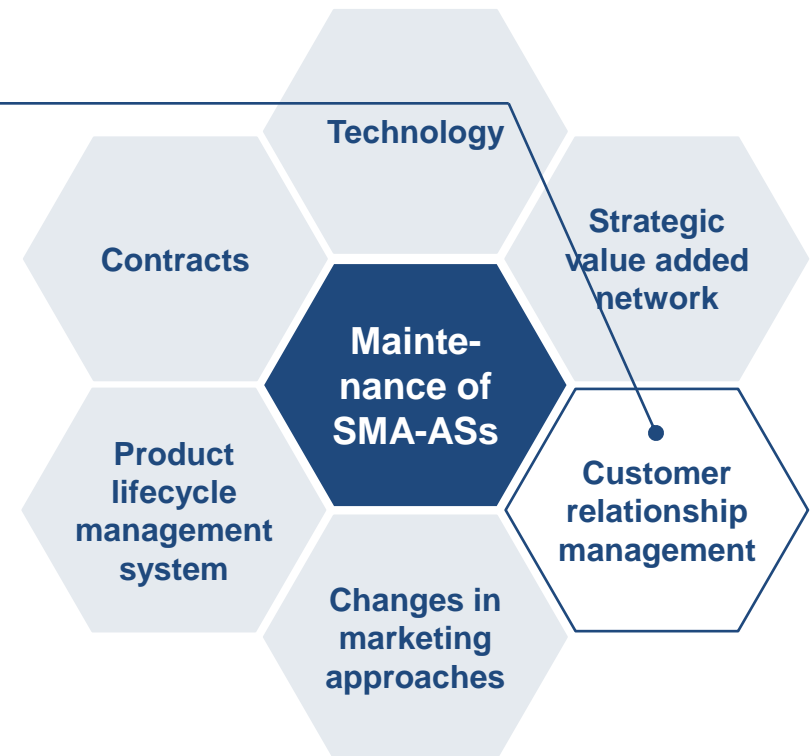 Technology
Contracts
Strategic
value added
network
Mainte-
nance of
SMA-ASs
Product
lifecycle
management
system
Customer
relationship
management
Changes in
marketing
approaches